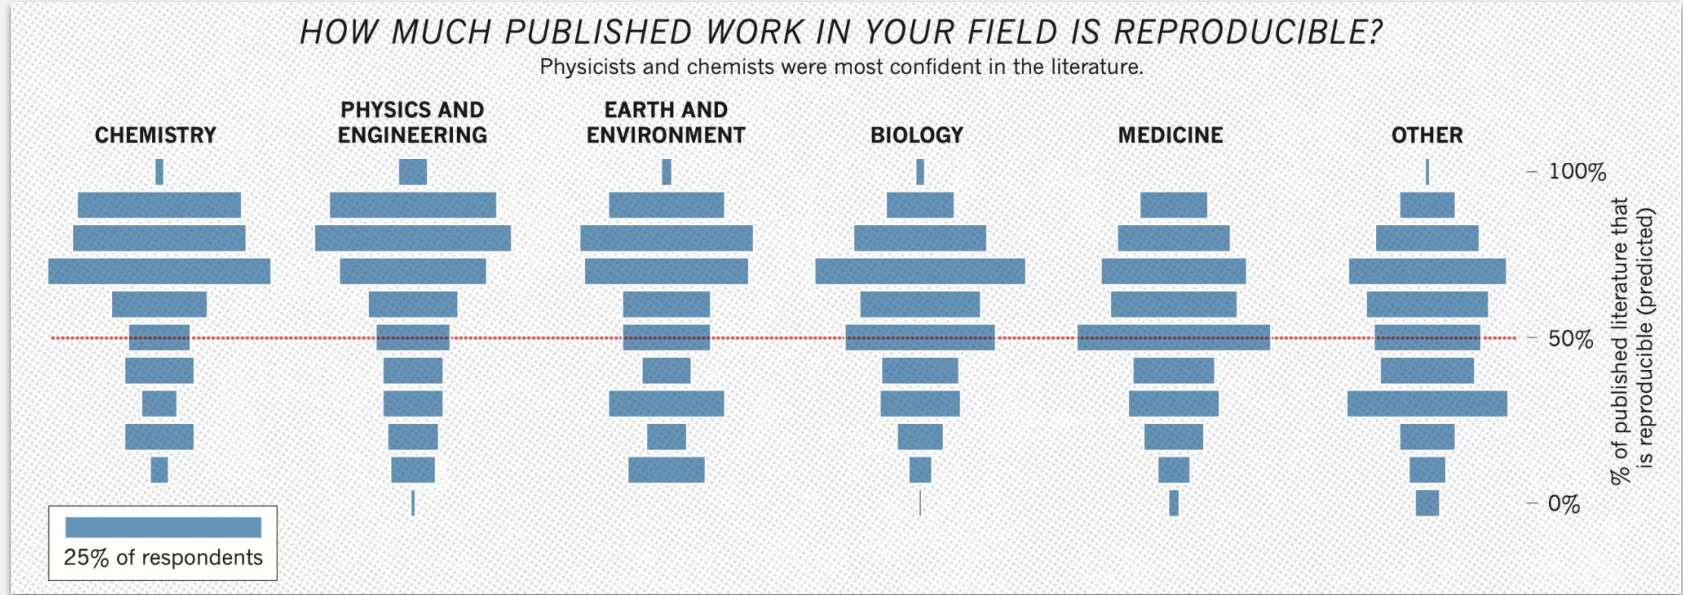 HOW MUCH PUBLISHED WORK IN YOUR FIELD IS REPRODUCIBLE?
Physicists and chemists were most confident in the literature.
CHEMISTRY
PHYSICS AND
ENGINEERING
EARTH AND
ENVIRONMENT
BIOLOGY
MEDICINE
OTHER
100%
50%
0%
% of published literature that
is reproducible (predicted)
25% of respondents